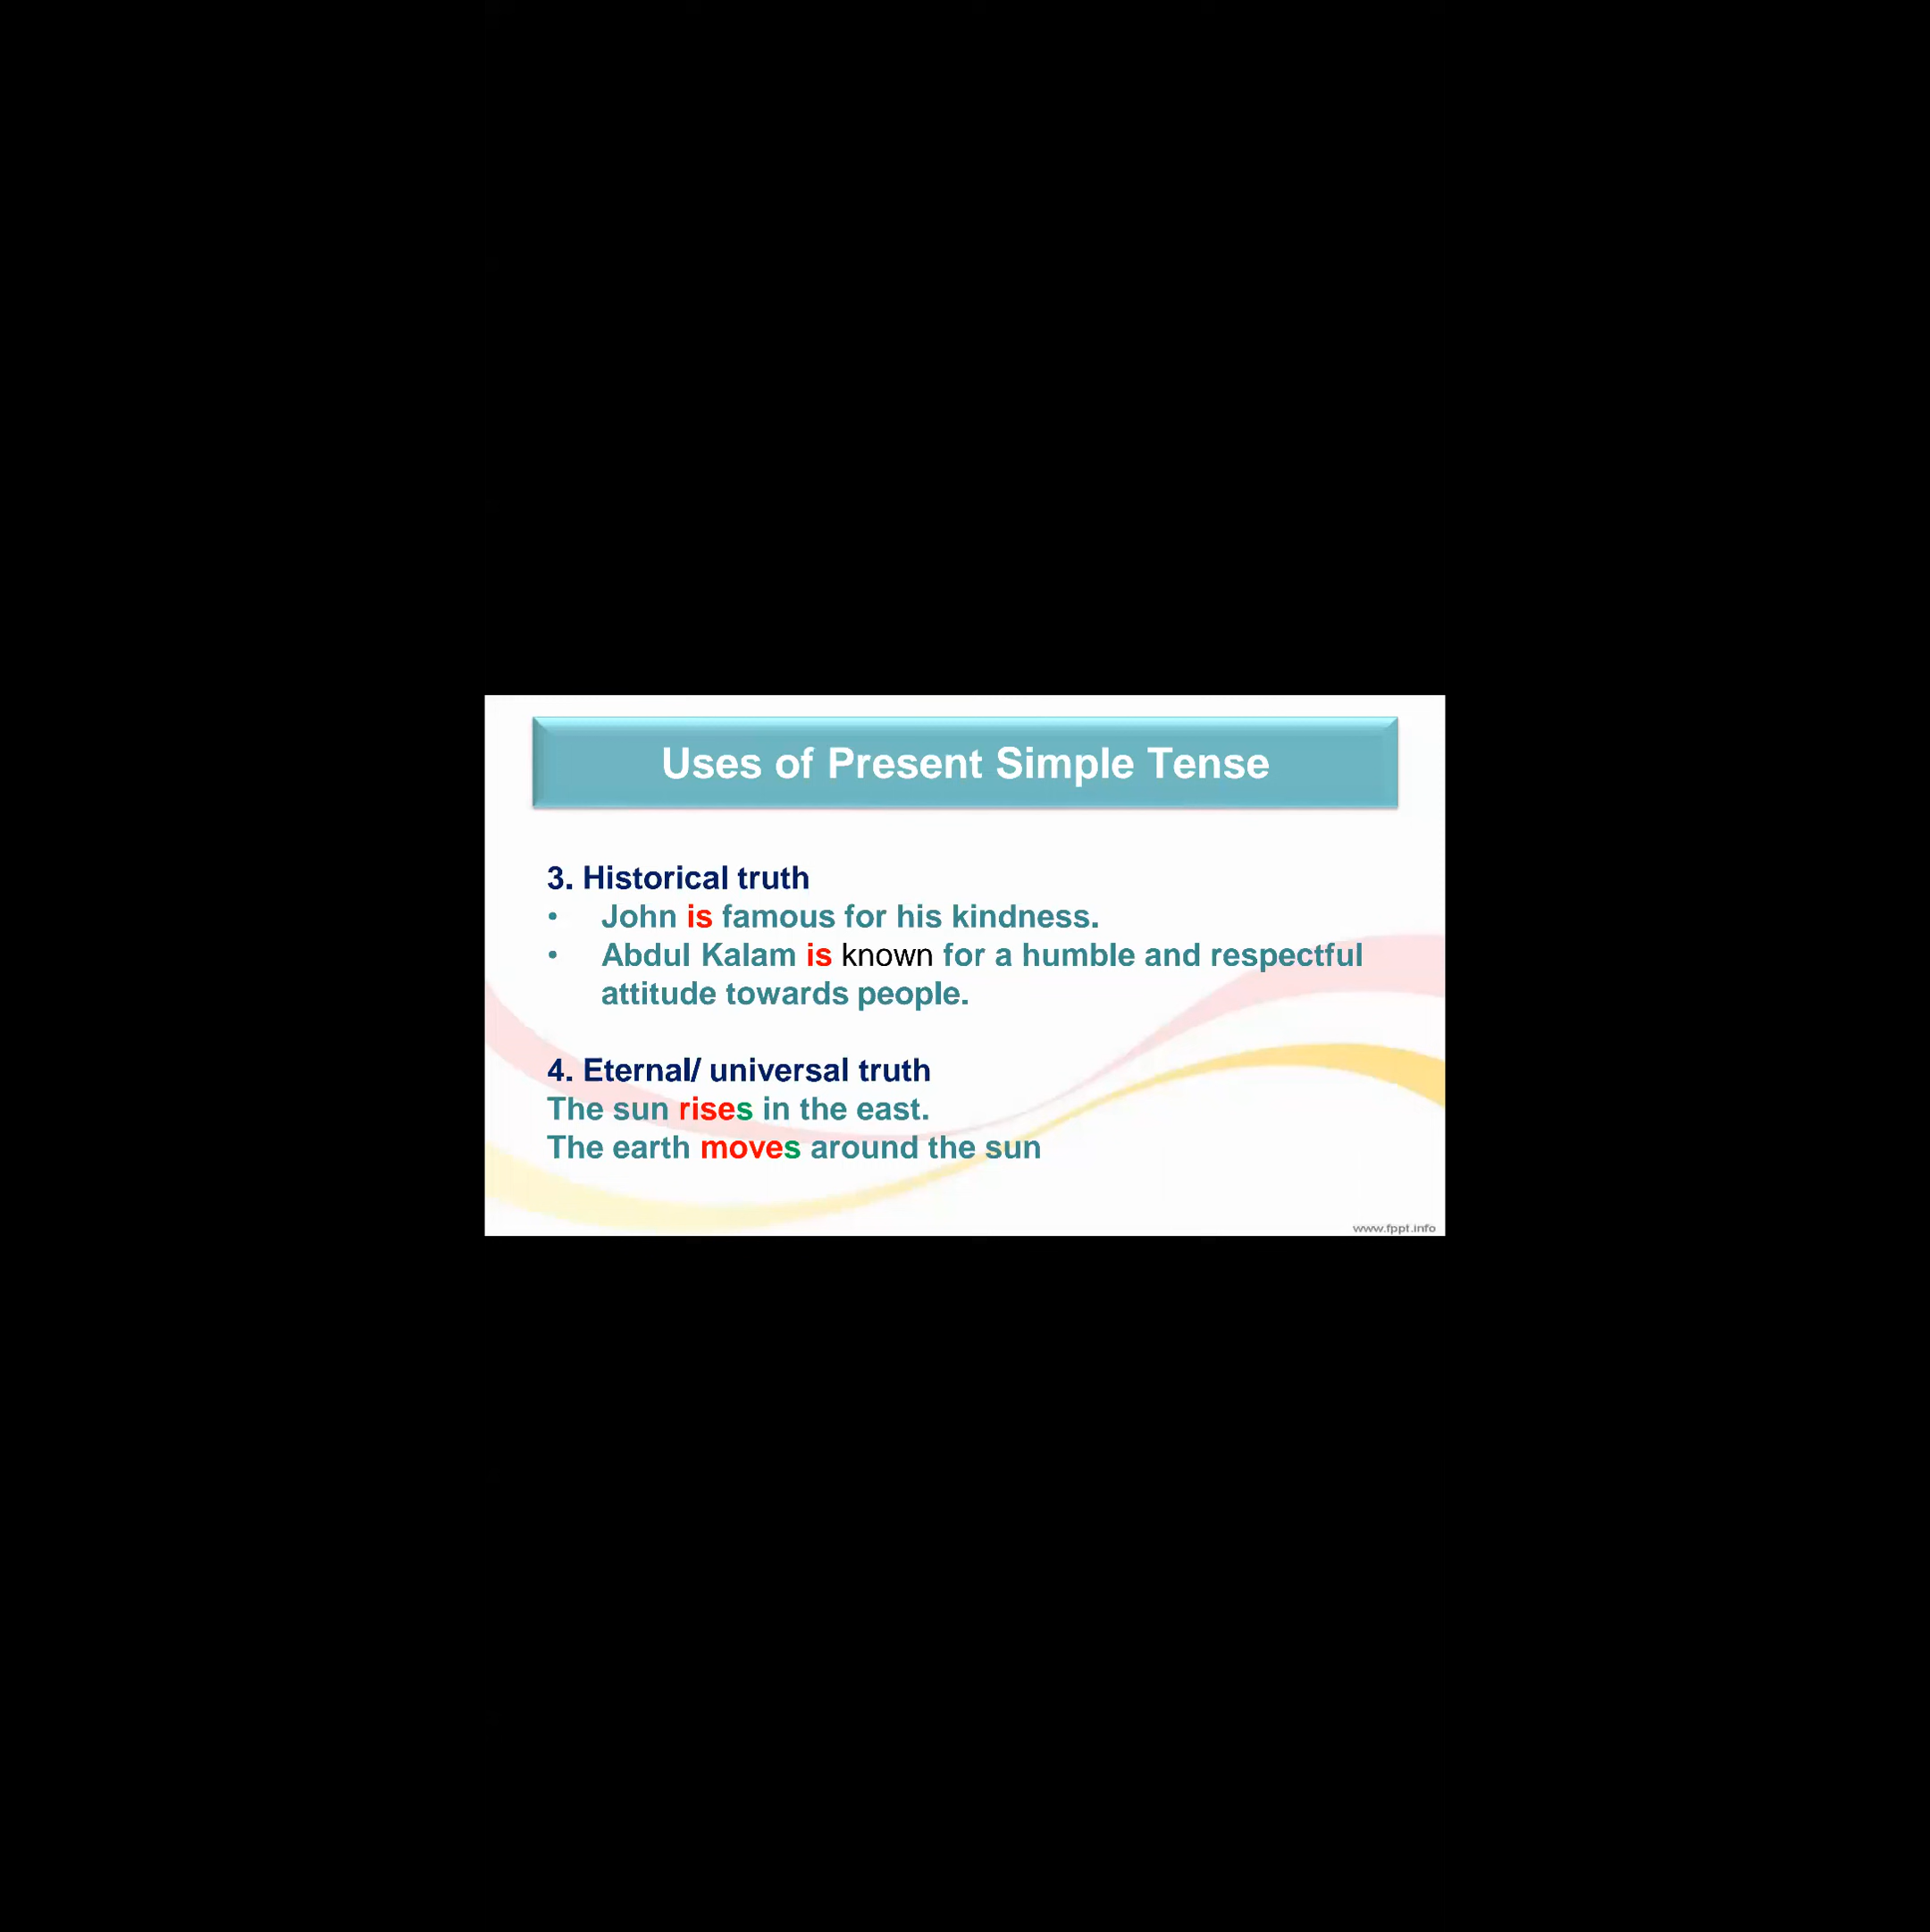 Uses of Present Simple Tense
3. Historical truth
• John is famous for his kindness.
• Abdul Kalam is known for a humble and respectful
attitude towards people.
4. Eternal/ universal truth
The sun rises in the east.
The earth moves around the sun
www.fppt.info